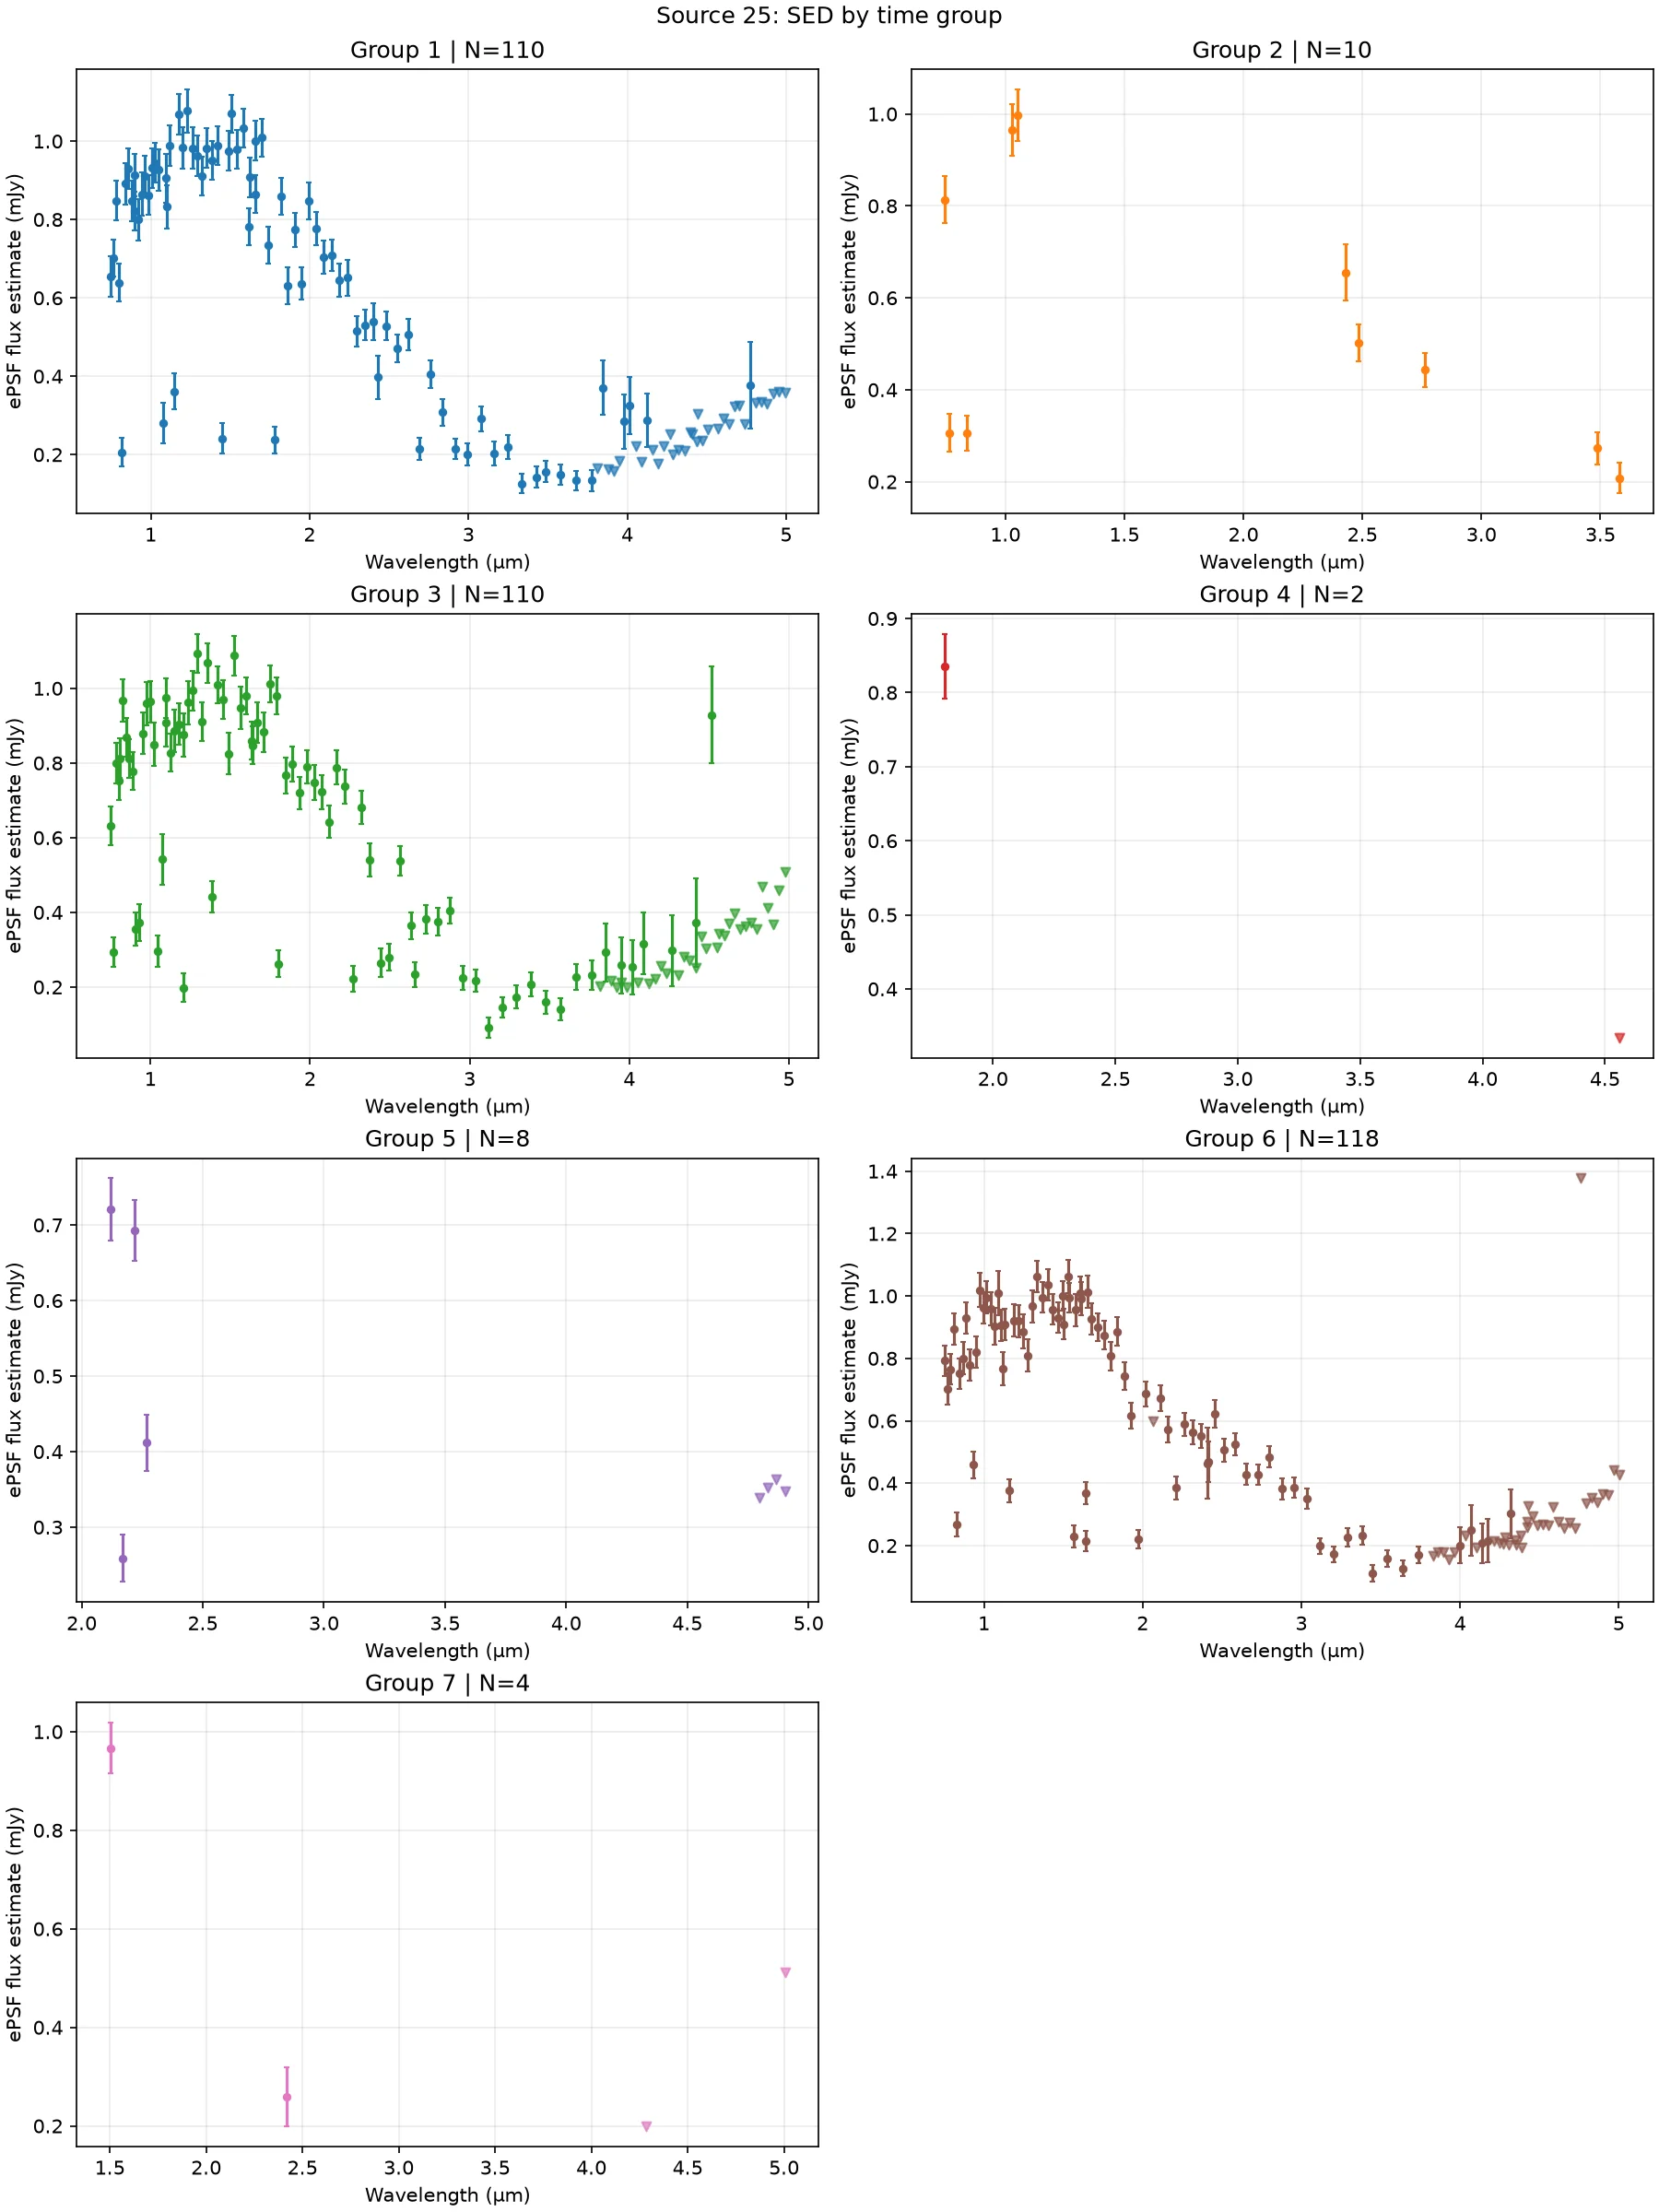 Source 25: SED by time group
Group 1 | N=110
ePSF flux estimate (mJy)
1.0
0.8
0.6
0.4
0.2
1 2 3 4 5
Wavelength (μm)
Group 2 | N=10
ePSF flux estimate (mJy)
1.0
0.8
0.6
0.4
0.2
1.0 1.5 2.0 2.5 3.0 3.5
Wavelength (μm)
Group 3 | N=110
ePSF flux estimate (mJy)
1.0
0.8
0.6
0.4
0.2
1 2 3 4 5
Wavelength (μm)
Group 4 | N=2
ePSF flux estimate (mJy)
0.9
0.8
0.7
0.6
0.5
0.4
2.0 2.5 3.0 3.5 4.0 4.5
Wavelength (μm)
Group 5 | N=8
ePSF flux estimate (mJy)
0.7
0.6
0.5
0.4
0.3
2.0 2.5 3.0 3.5 4.0 4.5 5.0
Wavelength (μm)
Group 6 | N=118
ePSF flux estimate (mJy)
1.4
1.2
1.0
0.8
0.6
0.4
0.2
1 2 3 4 5
Wavelength (μm)
Group 7 | N=4
ePSF flux estimate (mJy)
1.0
0.8
0.6
0.4
0.2
1.5 2.0 2.5 3.0 3.5 4.0 4.5 5.0
Wavelength (μm)